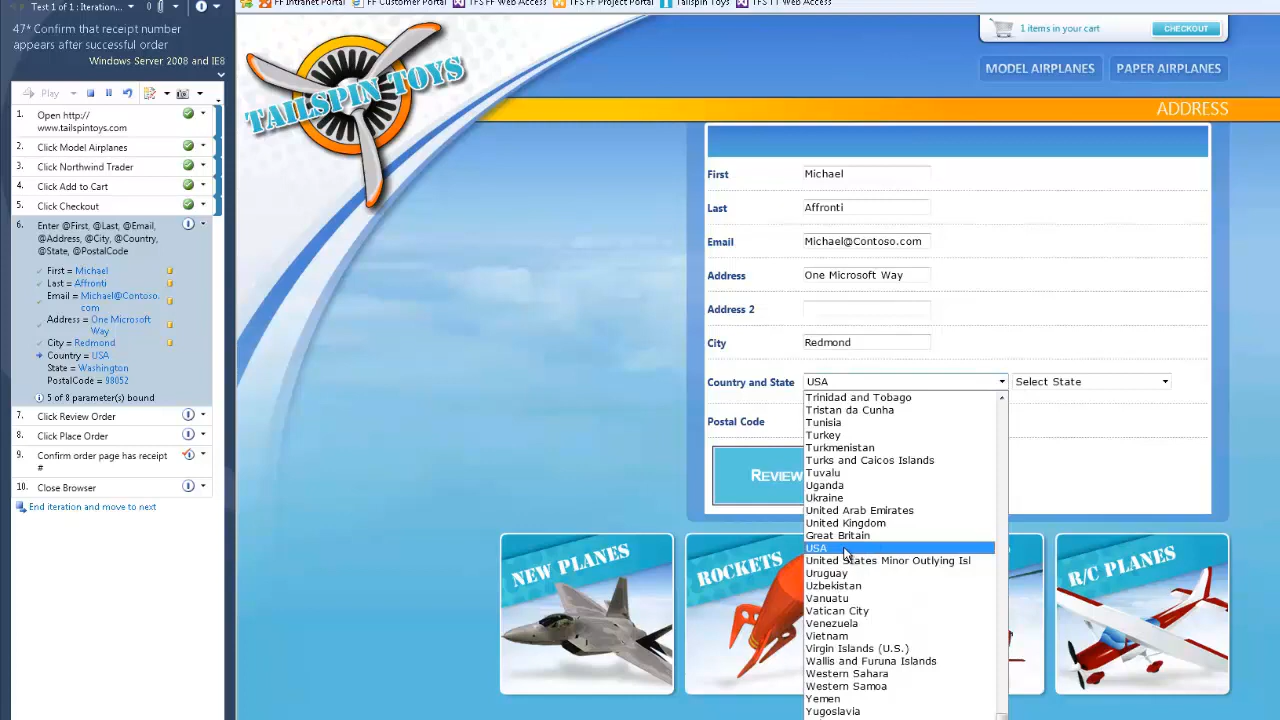 Test 1 of 1 : Iteration 1
FF Intranet Portal
FF Customer Portal
TFS FF Web Access
TFS FF Project Portal
Tailspin Toys
TFS TT Web Access
47* Confirm that receipt number
appears after successful order
Windows Server 2008 and IE8
Play
1. Open http://
www.tailspintoys.com
2. Click Model Airplanes
3. Click Northwind Trader
4. Click Add to Cart
5. Click Checkout
6. Enter @First, @Last, @Email,
@Address, @City, @Country,
@State, @PostalCode
First = Michael
Last = Affronti
Email = Michael@Contoso.
com
Address = One Microsoft
Way
City = Redmond
Country = USA
State = Washington
PostalCode = 98052
5 of 8 parameter(s) bound
7. Click Review Order
8. Click Place Order
9. Confirm order page has receipt
#
10. Close Browser
End iteration and move to next
TAILSPIN TOYS
1 items in your cart
CHECKOUT
MODEL AIRPLANES
PAPER AIRPLANES
ADDRESS
First Michael
Last Affronti
Email Michael@Contoso.com
Address One Microsoft Way
Address 2
City Redmond
Country and State USA Select State
Postal Code
REVIEW
Trinidad and Tobago
Tristan da Cunha
Tunisia
Turkey
Turkmenistan
Turks and Caicos Islands
Tuvalu
Uganda
Ukraine
United Arab Emirates
United Kingdom
Great Britain
USA
United States Minor Outlying Isl
Uruguay
Uzbekistan
Vanuatu
Vatican City
Venezuela
Vietnam
Virgin Islands (U.S.)
Wallis and Furuna Islands
Western Sahara
Western Samoa
Yemen
Yugoslavia
NEW PLANES
ROCKETS
R/C PLANES